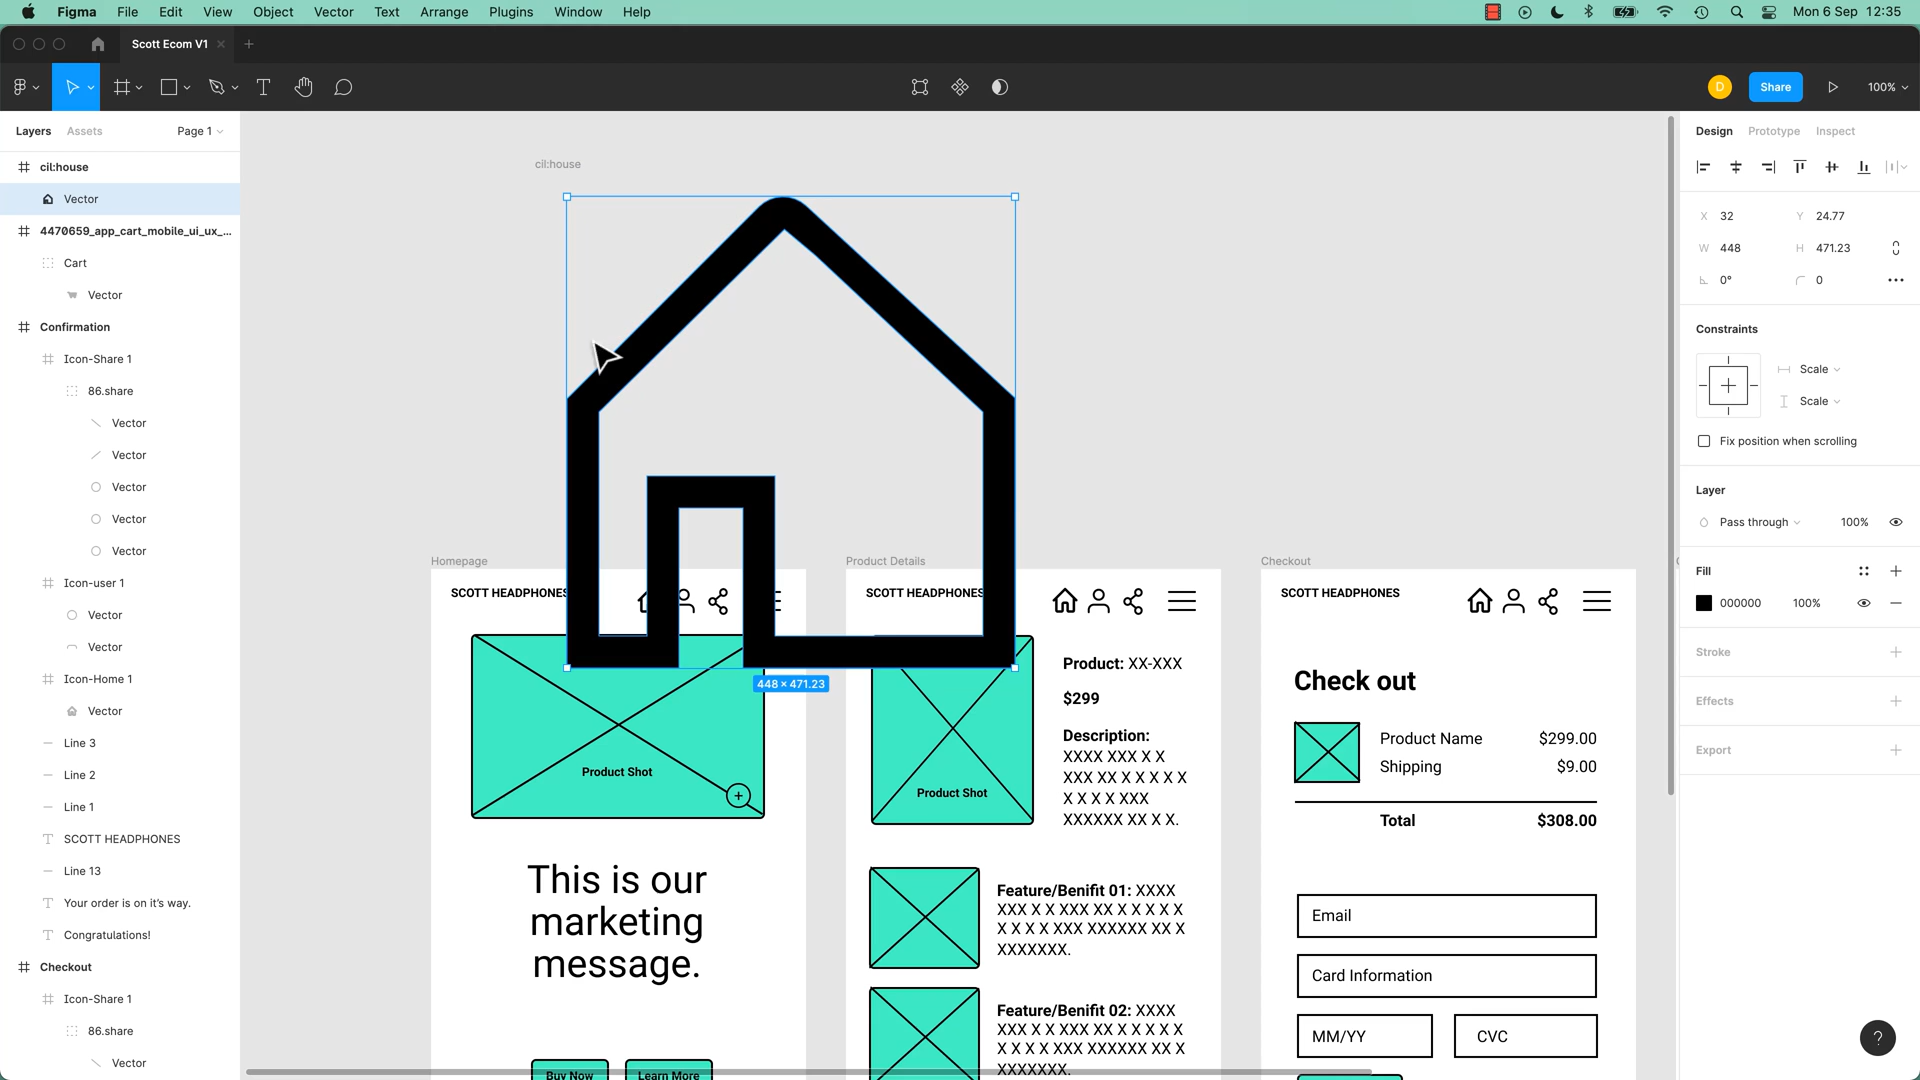 Figma File Edit View Object Vector Text Arrange Plugins Window Help
Mon 6 Sep 12:35
Scott Ecom V1
D
Share
100%
Layers Assets Page 1
cil:house
Vector
4470659_app_cart_mobile_ui_ux_...
Cart
Vector
Confirmation
Icon-Share 1
86.share
Vector
Vector
Vector
Vector
Vector
Icon-user 1
Vector
Vector
Icon-Home 1
Vector
Line 3
Line 2
Line 1
SCOTT HEADPHONES
Line 13
Your order is on it's way.
Congratulations!
Checkout
Icon-Share 1
86.share
Vector
cil:house
448 × 471.23
Homepage
SCOTT HEADPHONES
Product Shot
This is our
marketing
message.
Buy Now
Learn More
Product Details
SCOTT HEADPHONES
Product: XX-XXX
$299
Description:
XXXX XXX X X
XXX XX X X X X X
X X X X XXX
XXXXXX XX X X.
Product Shot
Feature/Benifit 01: XXXX
XXX X X XXX XX X X X X X
X X X X XXX XXXXXX XX X
XXXXXXX.
Feature/Benifit 02: XXXX
XXX X X XXX XX X X X X X
X X X X XXX XXXXXX XX X
XXXXXXX.
Checkout
SCOTT HEADPHONES
Check out
Product Name $299.00
Shipping $9.00
Total $308.00
Email
Card Information
MM/YY
CVC
Design Prototype Inspect
X 32 Y 24.77
W 448 H 471.23
0° 0
Constraints
Scale
Scale
Fix position when scrolling
Layer
Pass through 100%
Fill
000000 100%
Stroke
Effects
Export
?